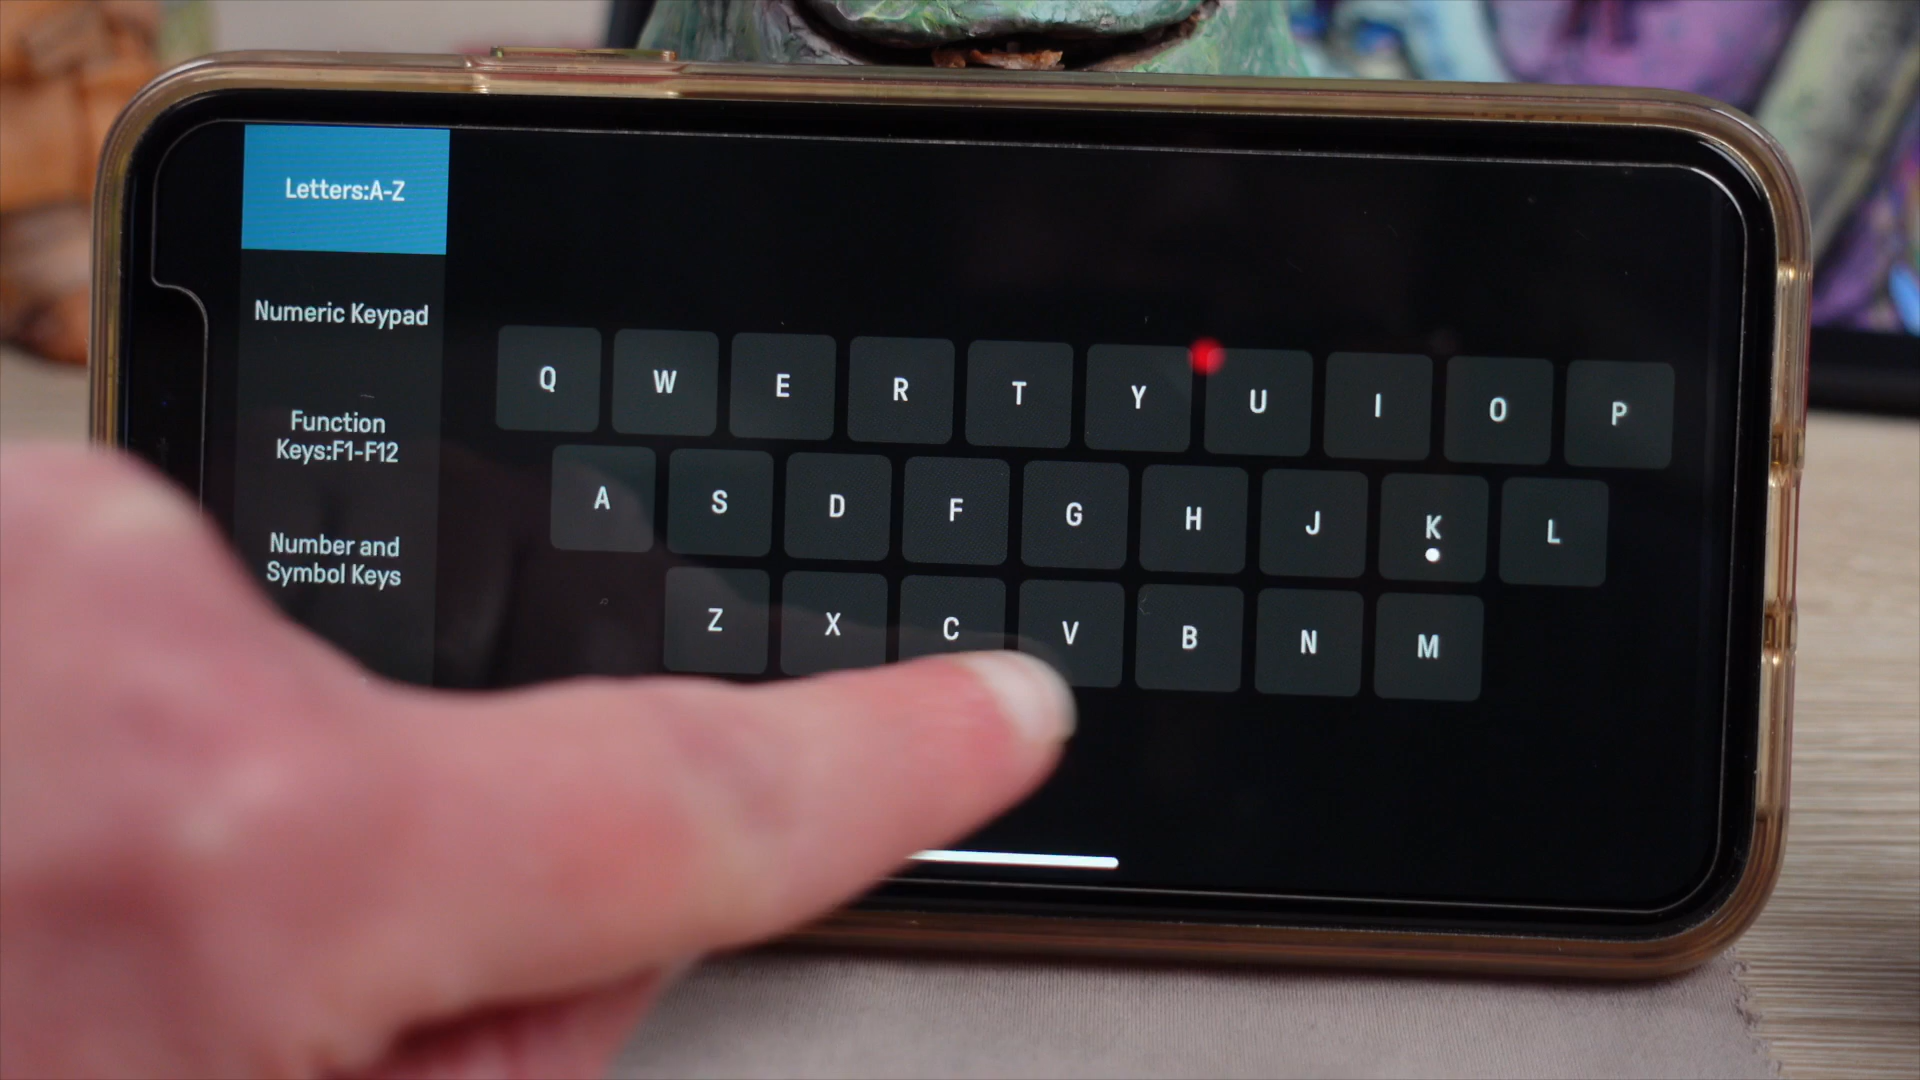 Letters:A-Z
Numeric Keypad
Function
Keys:F1-F12
Number and
Symbol Keys
Q W E R T Y U I O P
A S D F G H J K L
Z X C V B N M